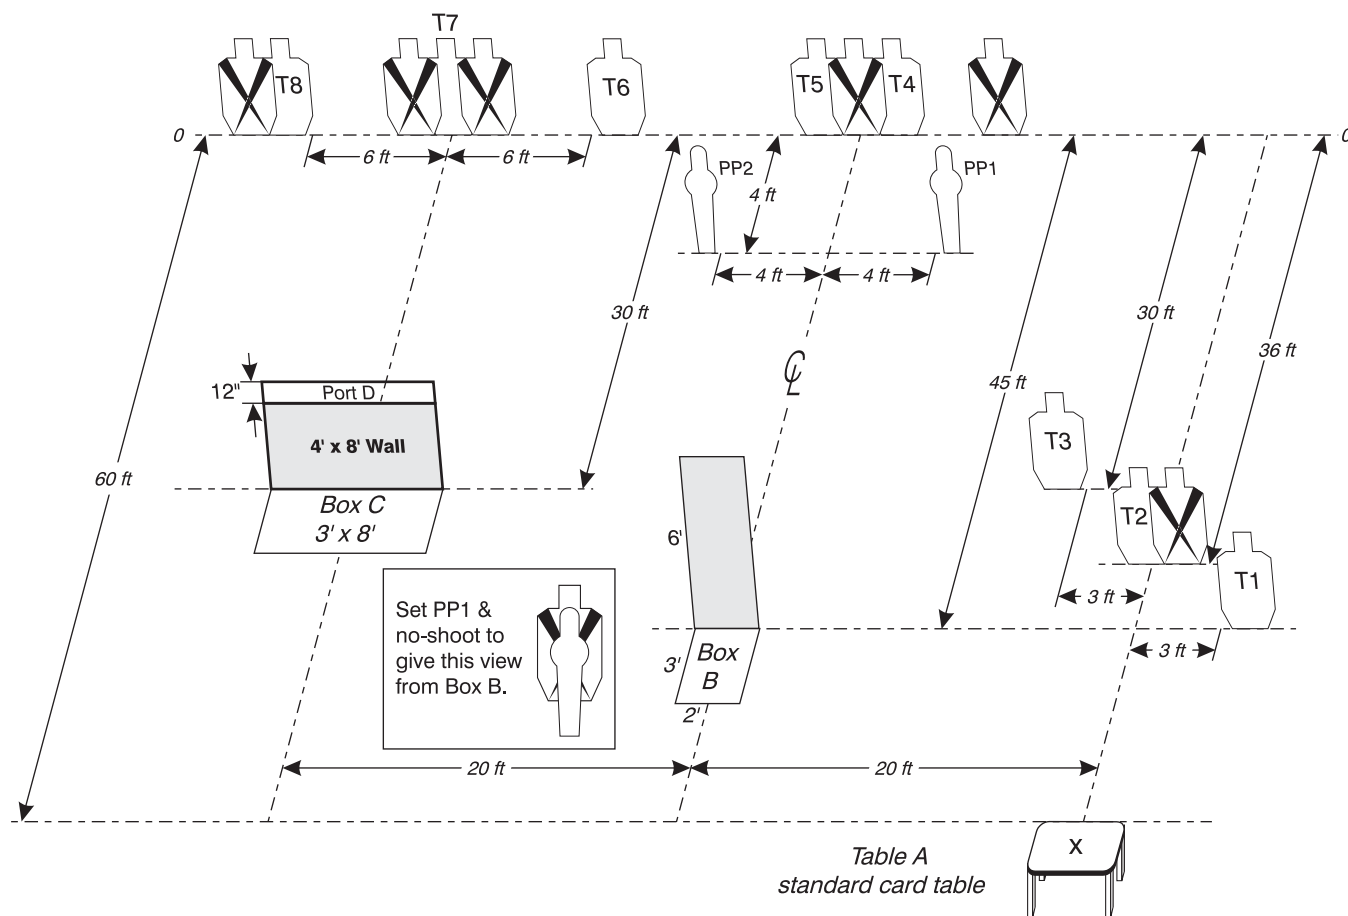 T7
T8
T6
T5
T4
0
0
6 ft
6 ft
PP2
PP1
4 ft
4 ft
4 ft
30 ft
30 ft
36 ft
45 ft
60 ft
CL
12"
Port D
4' x 8' Wall
Box C
3' x 8'
T3
T2
T1
3 ft
3 ft
6'
Set PP1 &
no-shoot to
give this view
from Box B.
3'
Box
B
2'
20 ft
20 ft
X
Table A
standard card table